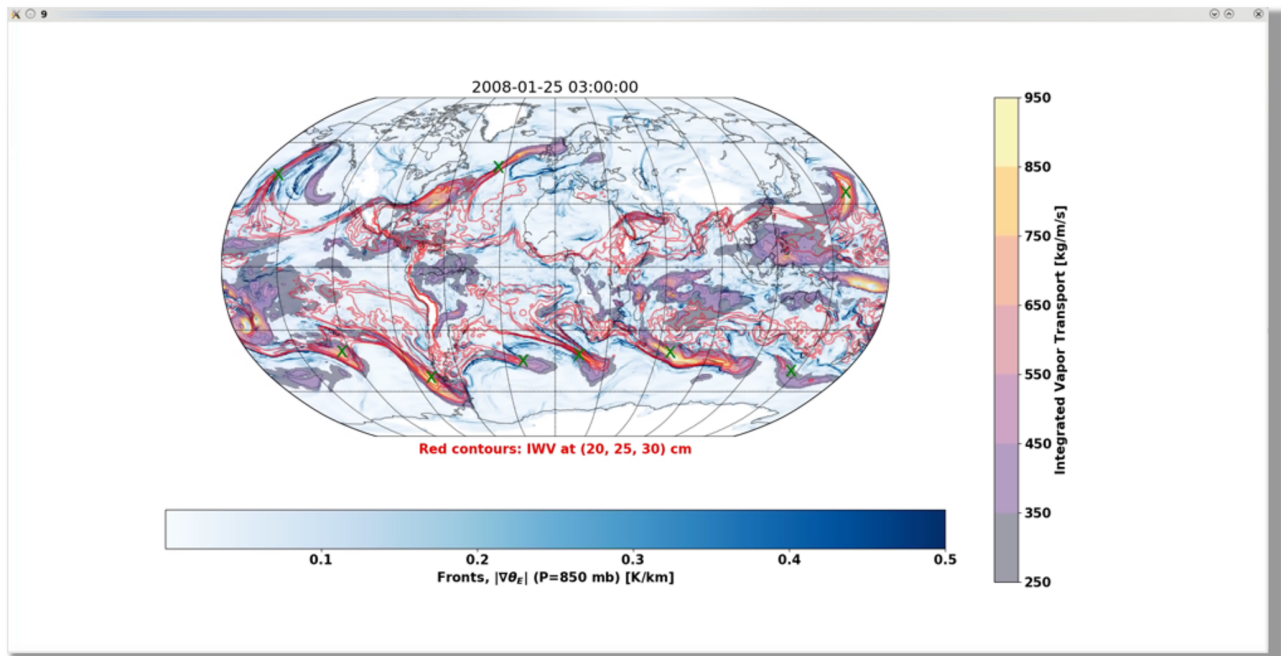 9
2008-01-25 03:00:00
950
850
750
650
550
450
350
250
Integrated Vapor Transport [kg/m/s]
Red contours: IWV at (20, 25, 30) cm
0.1 0.2 0.3 0.4 0.5
Fronts, |∇θ_E| (P=850 mb) [K/km]